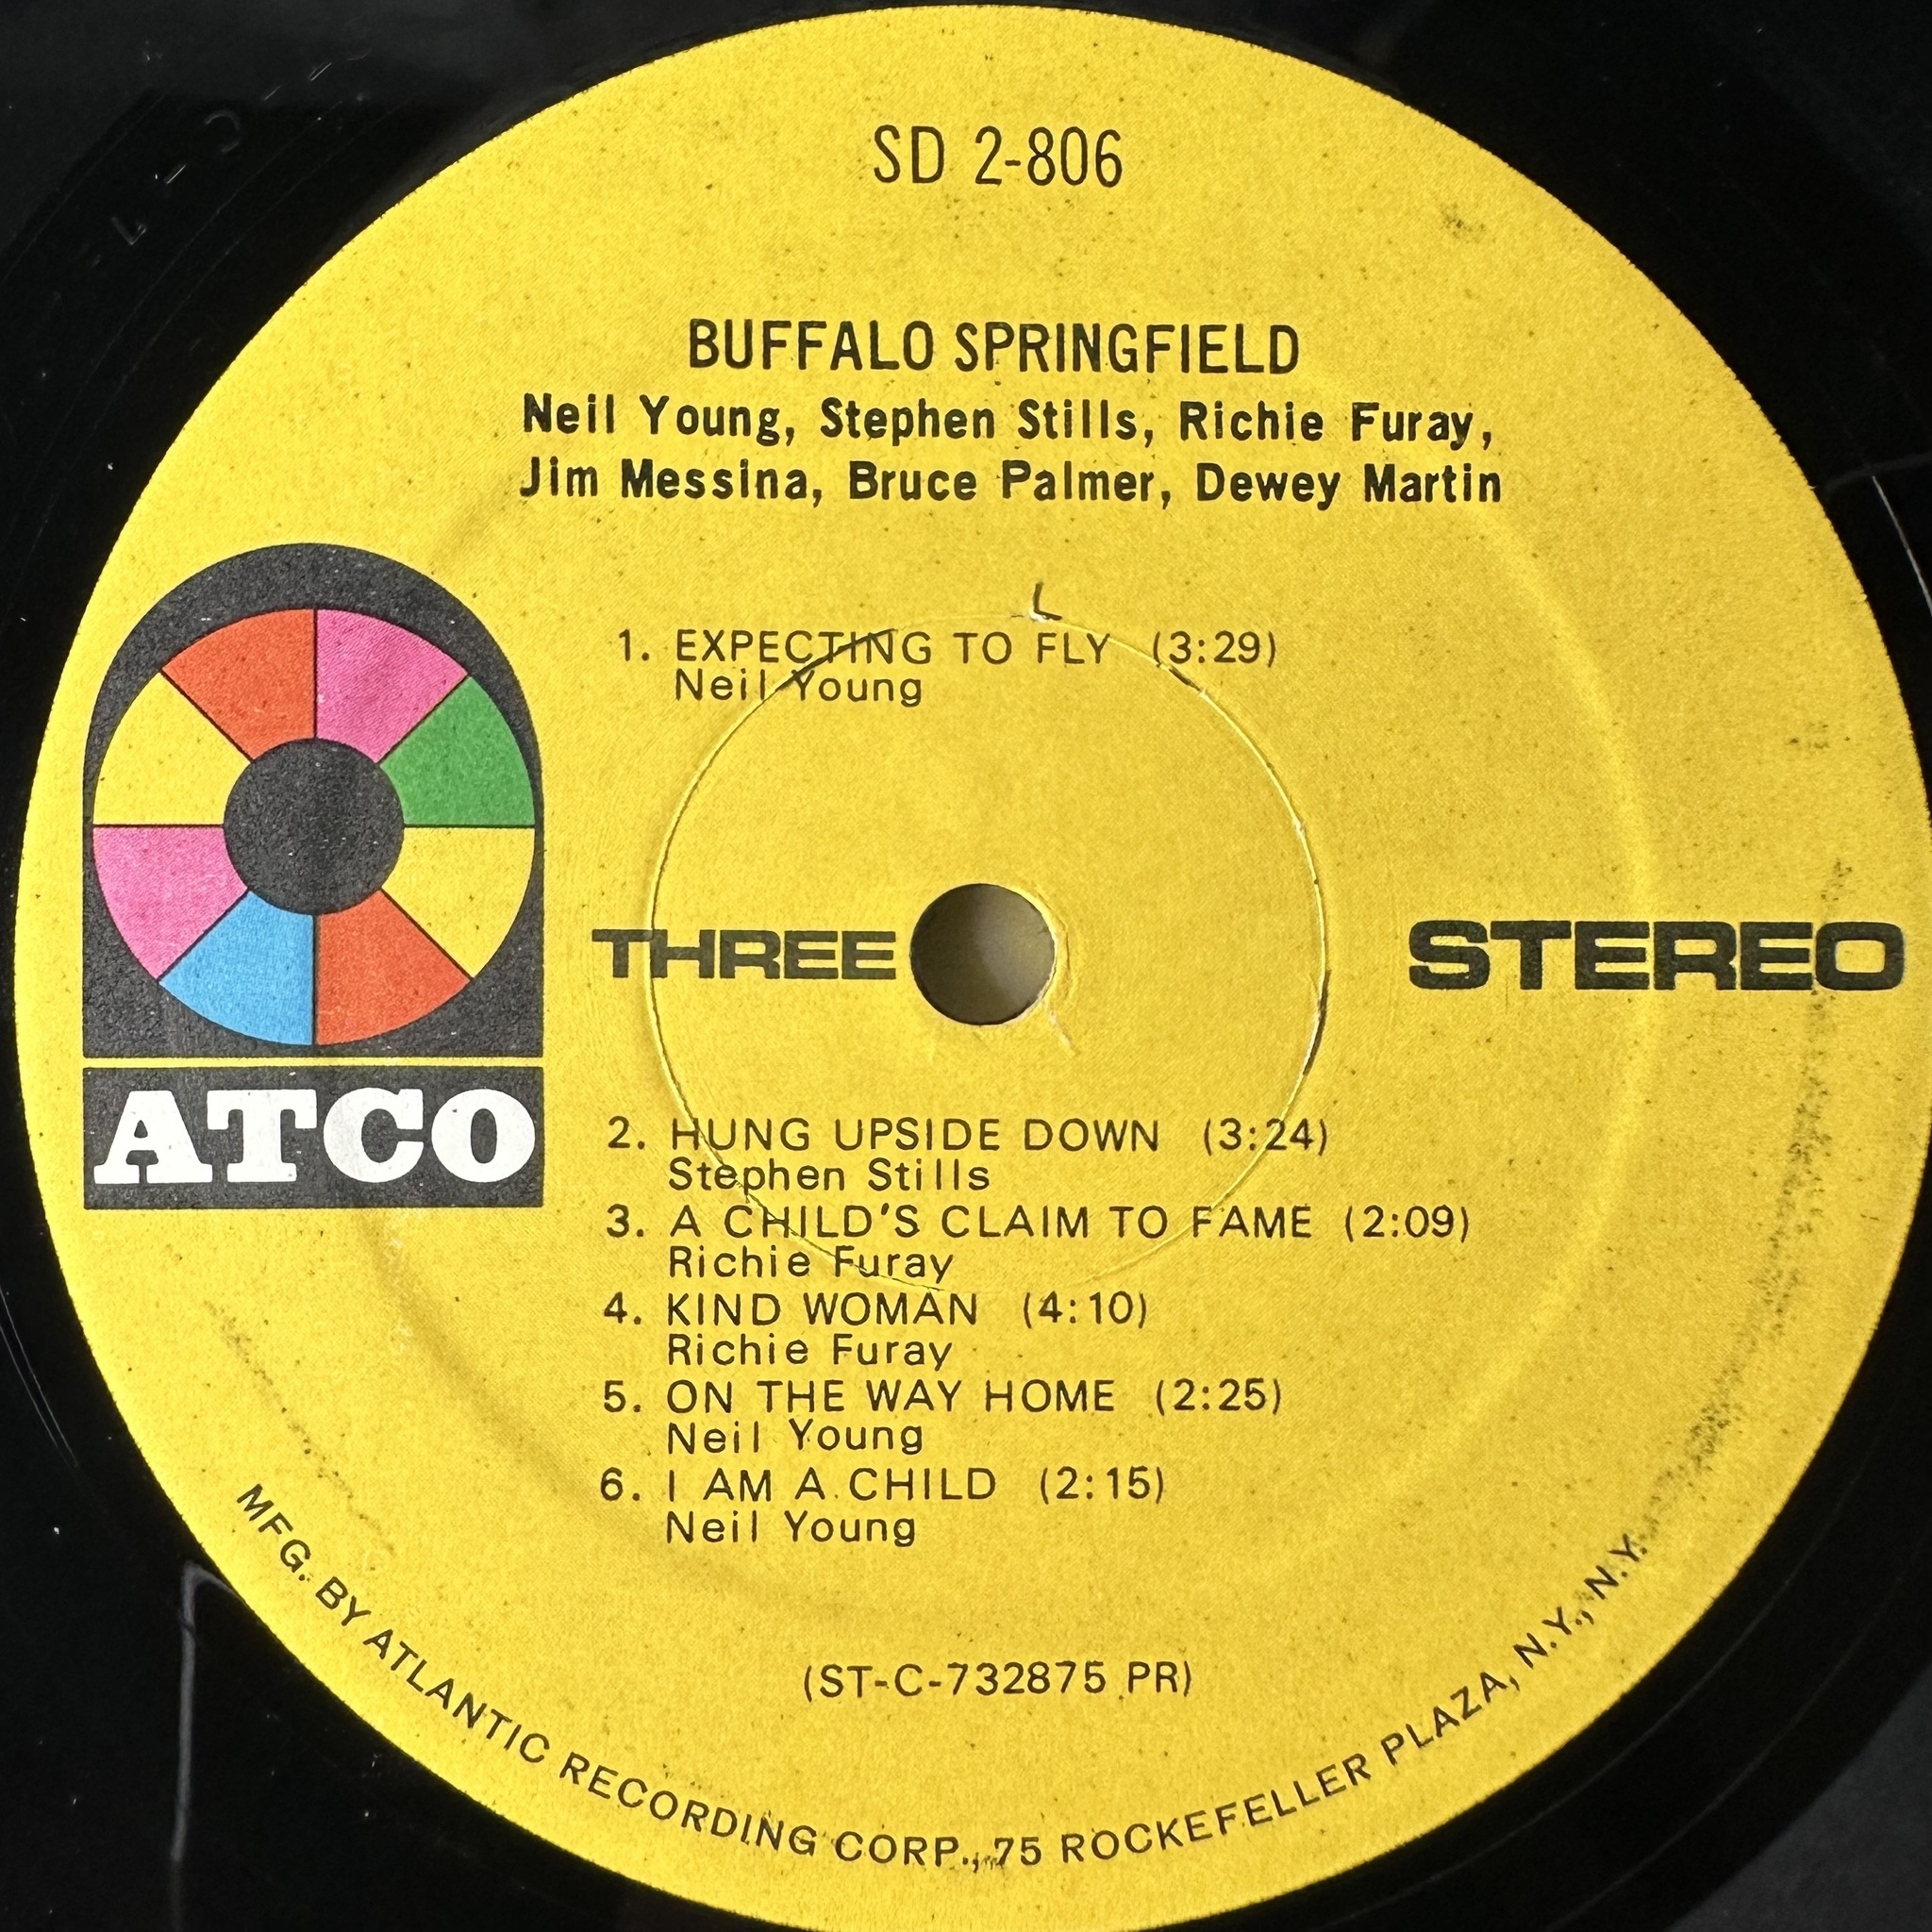 SD 2-806
BUFFALO SPRINGFIELD
Neil Young, Stephen Stills, Richie Furay,
Jim Messina, Bruce Palmer, Dewey Martin
1. EXPECTING TO FLY (3:29)
Neil Young
ATCO
THREE
STEREO
2. HUNG UPSIDE DOWN (3:24)
Stephen Stills
3. A CHILD'S CLAIM TO FAME (2:09)
Richie Furay
4. KIND WOMAN (4:10)
Richie Furay
5. ON THE WAY HOME (2:25)
Neil Young
6. I AM A CHILD (2:15)
Neil Young
(ST-C-732875 PR)
MFG. BY ATLANTIC RECORDING CORP., 75 ROCKEFELLER PLAZA, N.Y., N.Y.